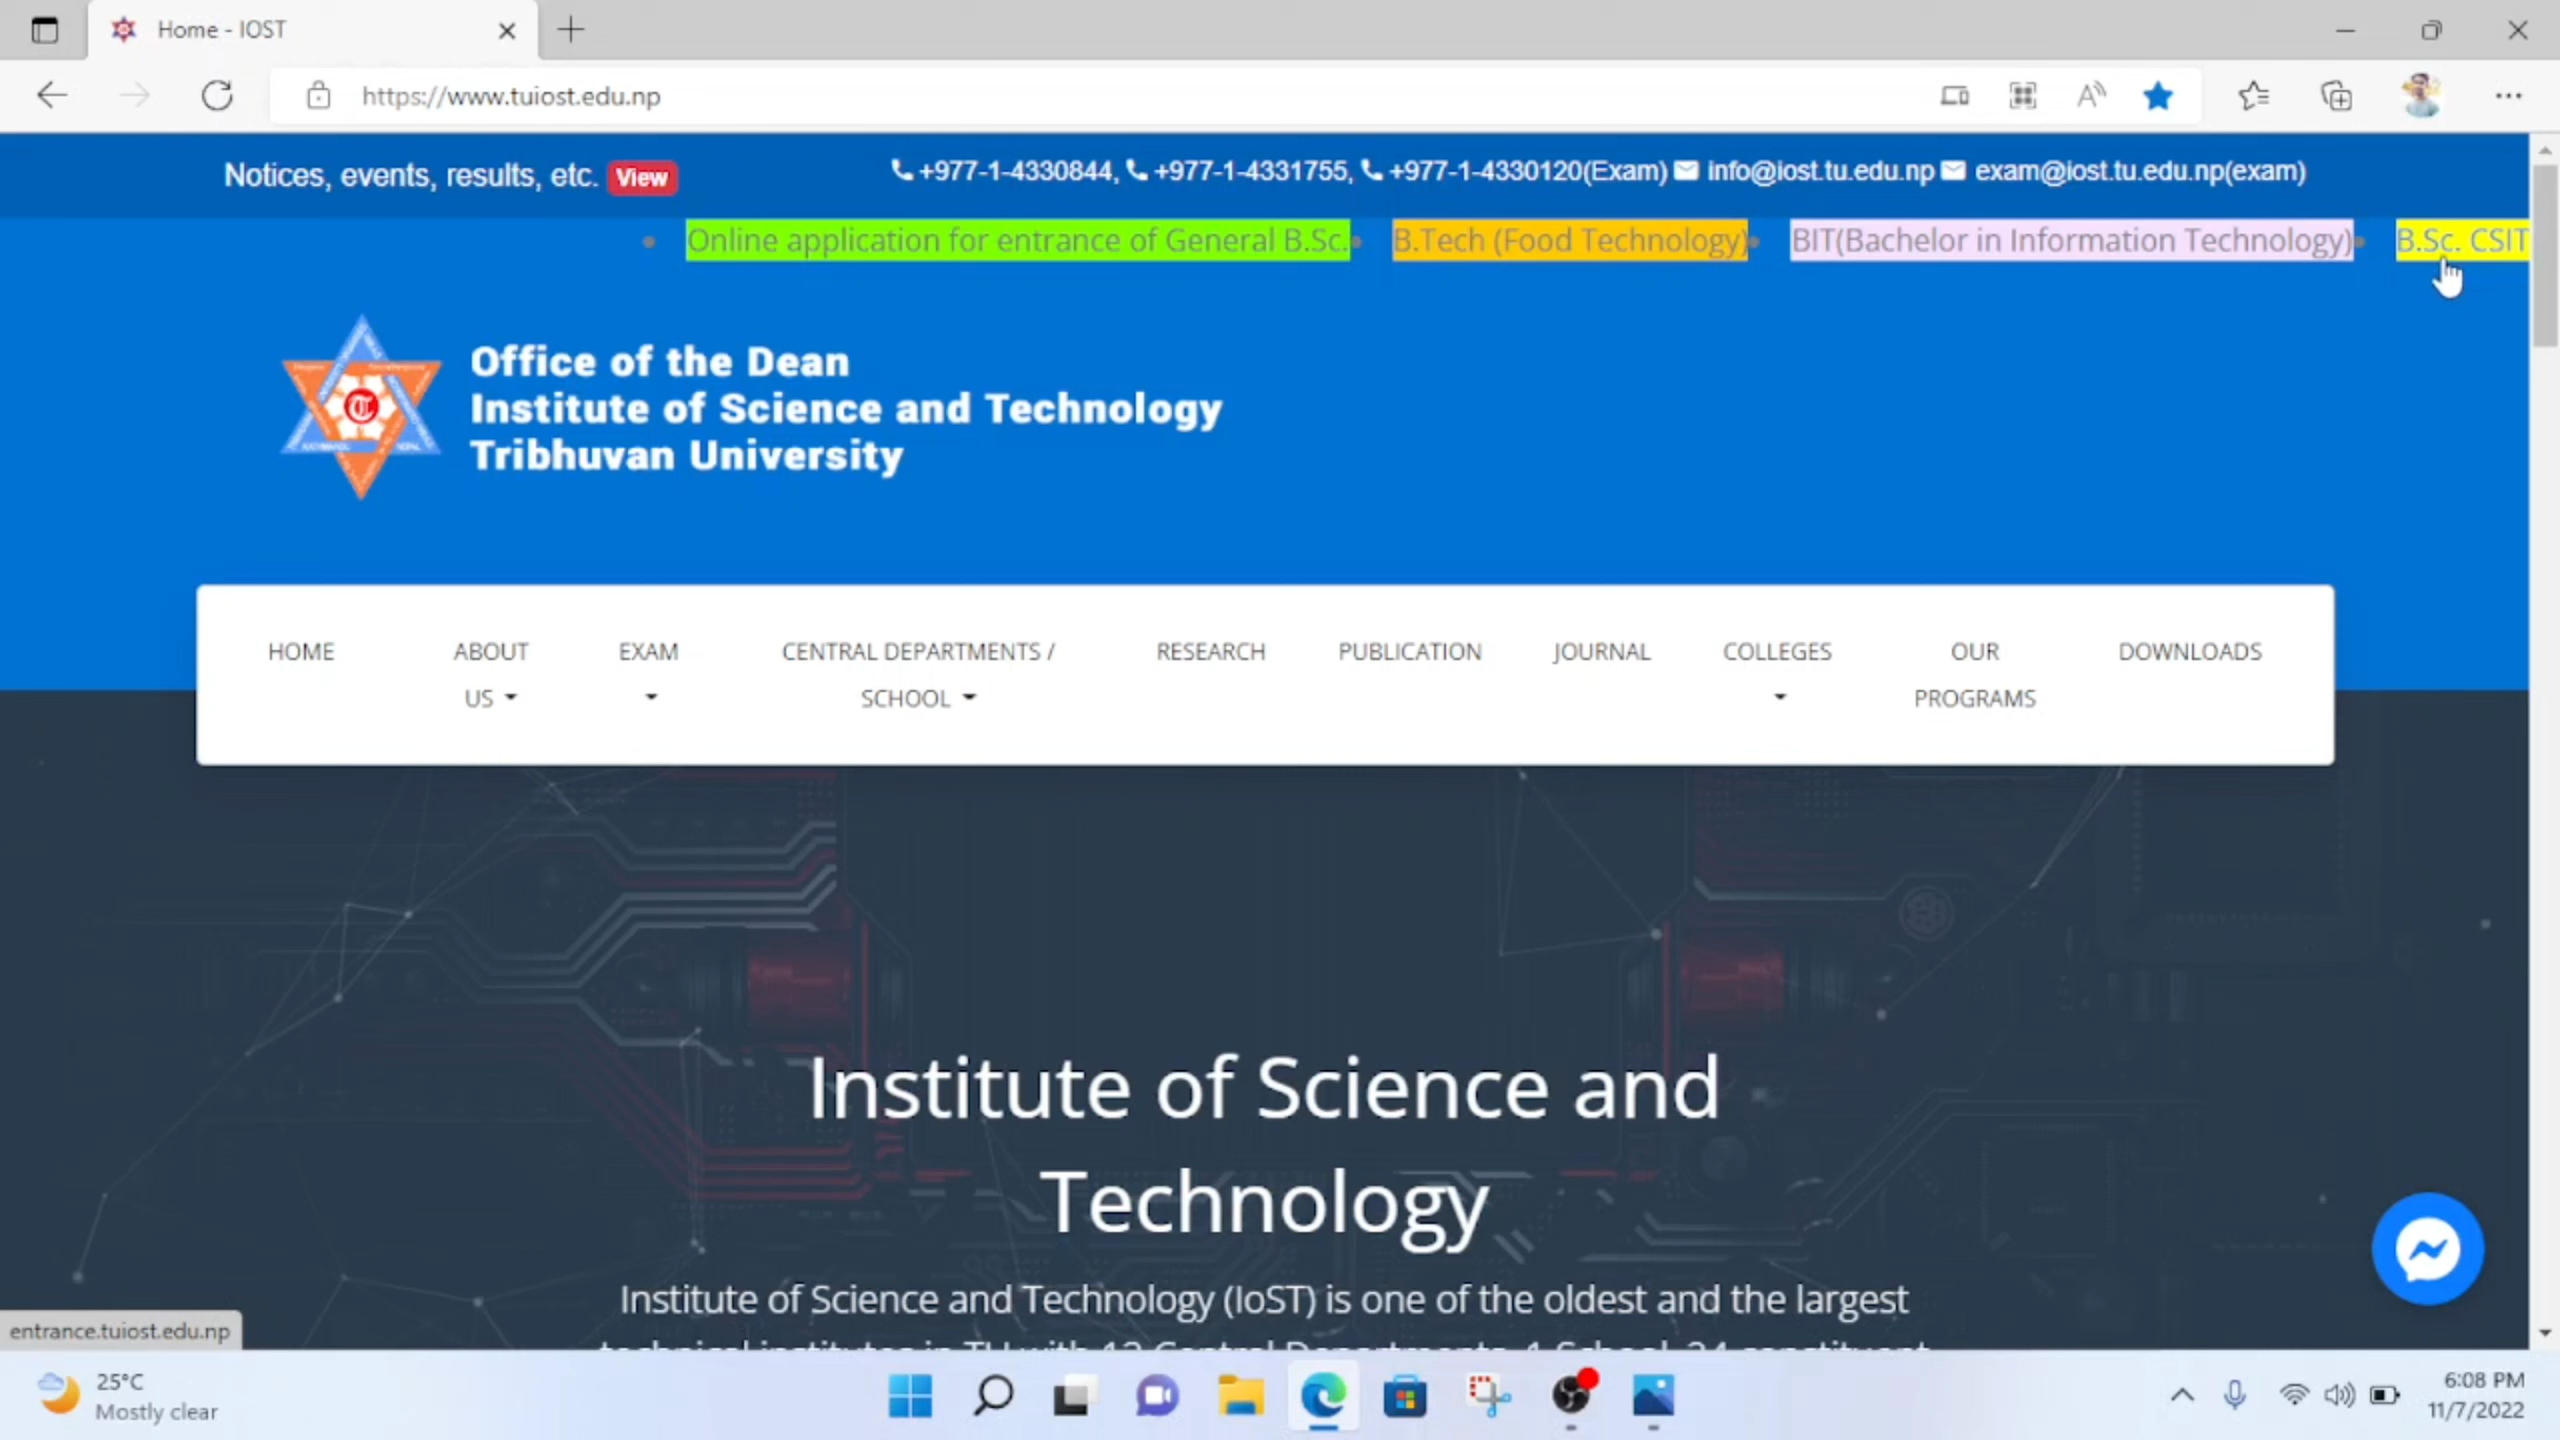 Home - IOST
https://www.tuiost.edu.np
Notices, events, results, etc. View
+977-1-4330844, +977-1-4331755, +977-1-4330120(Exam) info@iost.tu.edu.np exam@iost.tu.edu.np(exam)
Online application for entrance of General B.Sc. B.Tech (Food Technology) BIT(Bachelor in Information Technology) B.Sc. CSIT
Office of the Dean
Institute of Science and Technology
Tribhuvan University
HOME ABOUT US EXAM CENTRAL DEPARTMENTS / SCHOOL RESEARCH PUBLICATION JOURNAL COLLEGES OUR PROGRAMS DOWNLOADS
Institute of Science and
Technology
Institute of Science and Technology (IoST) is one of the oldest and the largest
entrance.tuiost.edu.np
25°C
Mostly clear
6:08 PM
11/7/2022